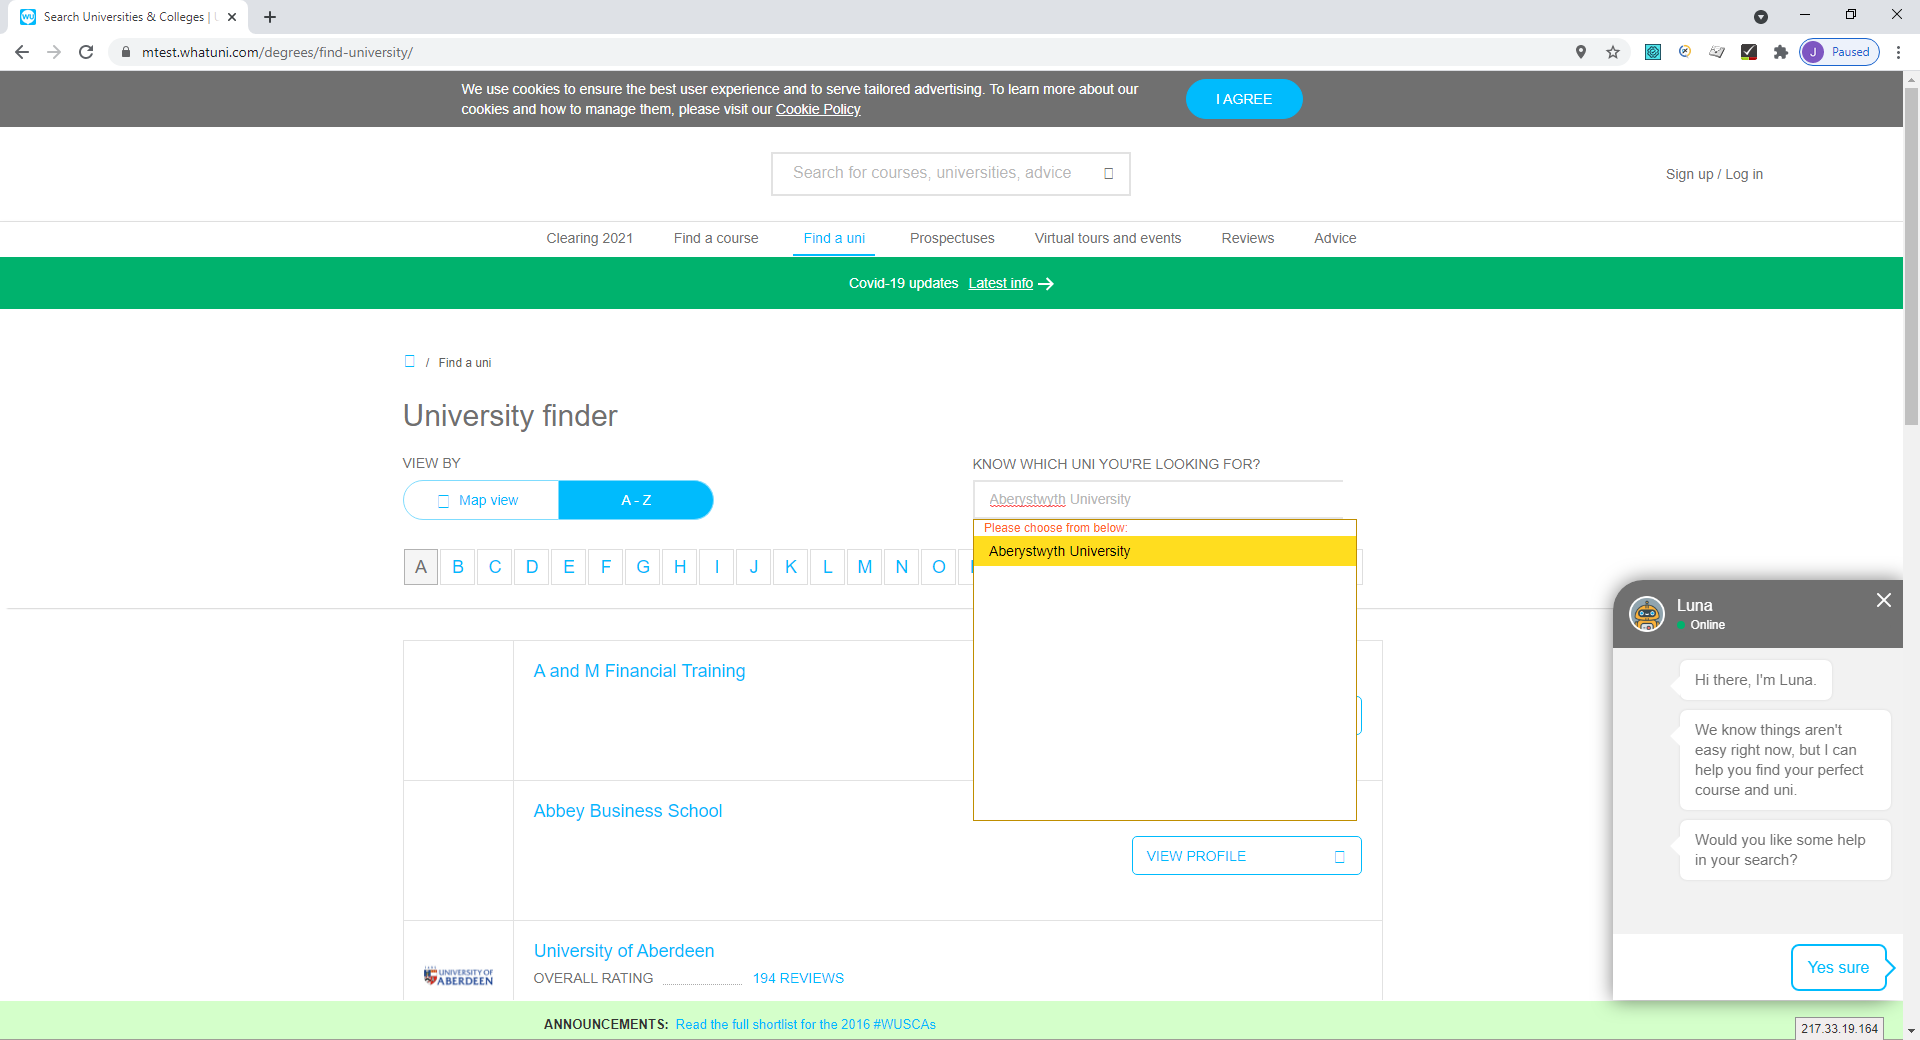 Search Universities & Colleges |
mtest.whatuni.com/degrees/find-university/
J Paused
We use cookies to ensure the best user experience and to serve tailored advertising. To learn more about our
cookies and how to manage them, please visit our Cookie Policy
I AGREE
Search for courses, universities, advice
Sign up / Log in
Clearing 2021
Find a course
Find a uni
Prospectuses
Virtual tours and events
Reviews
Advice
Covid-19 updates Latest info
/ Find a uni
University finder
VIEW BY
Map view
A - Z
KNOW WHICH UNI YOU'RE LOOKING FOR?
Aberystwyth University
Please choose from below:
Aberystwyth University
A B C D E F G H I J K L M N O
A and M Financial Training
Abbey Business School
VIEW PROFILE
UNIVERSITY OF
ABERDEEN
University of Aberdeen
OVERALL RATING
194 REVIEWS
Luna
Online
Hi there, I'm Luna.
We know things aren't
easy right now, but I can
help you find your perfect
course and uni.
Would you like some help
in your search?
Yes sure
ANNOUNCEMENTS: Read the full shortlist for the 2016 #WUSCAs
217.33.19.164